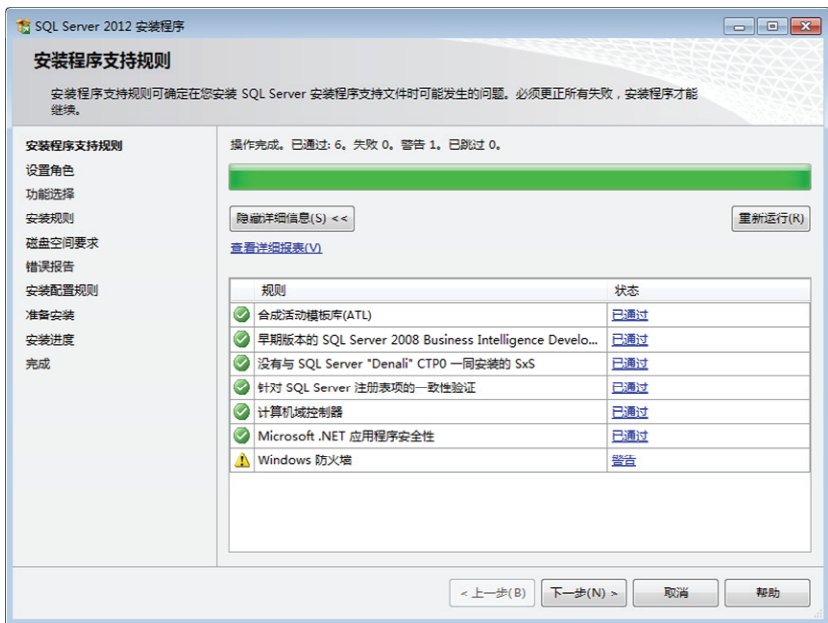 SQL Server 2012 安装程序
安装程序支持规则
安装程序支持规则可确定在您安装 SQL Server 安装程序支持文件时可能发生的问题。必须更正所有失败，安装程序才能
继续。
安装程序支持规则
设置角色
功能选择
安装规则
磁盘空间要求
错误报告
安装配置规则
准备安装
安装进度
完成
操作完成。已通过: 6。失败 0。警告 1。已跳过 0。
隐藏详细信息(S) <<
重新运行(R)
查看详细报表(V)
规则 状态
合成活动模板库(ATL) 已通过
早期版本的 SQL Server 2008 Business Intelligence Develo... 已通过
没有与 SQL Server "Denali" CTP0 一同安装的 SxS 已通过
针对 SQL Server 注册表项的一致性验证 已通过
计算机域控制器 已通过
Microsoft .NET 应用程序安全性 已通过
Windows 防火墙 警告
< 上一步(B) 下一步(N) > 取消 帮助